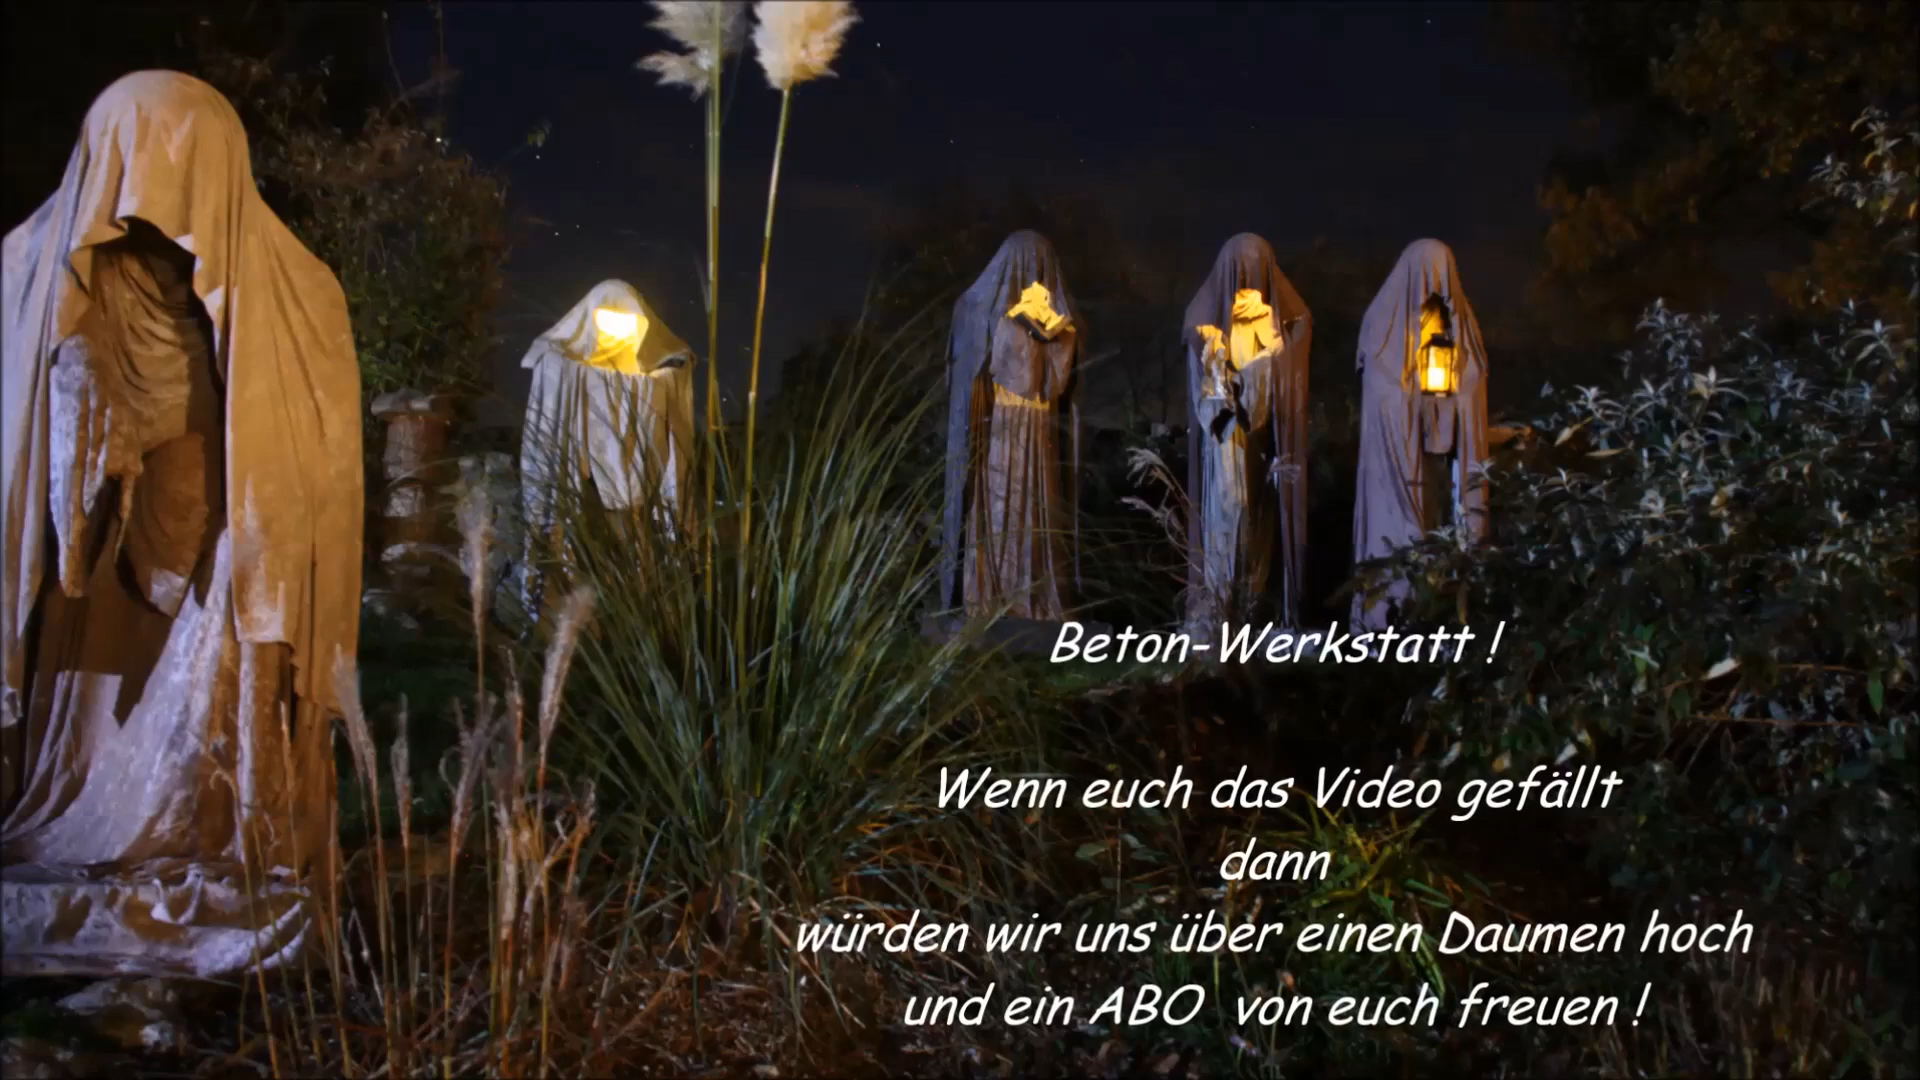 Beton-Werkstatt !
Wenn euch das Video gefällt
dann
würden wir uns über einen Daumen hoch
und ein ABO von euch freuen !